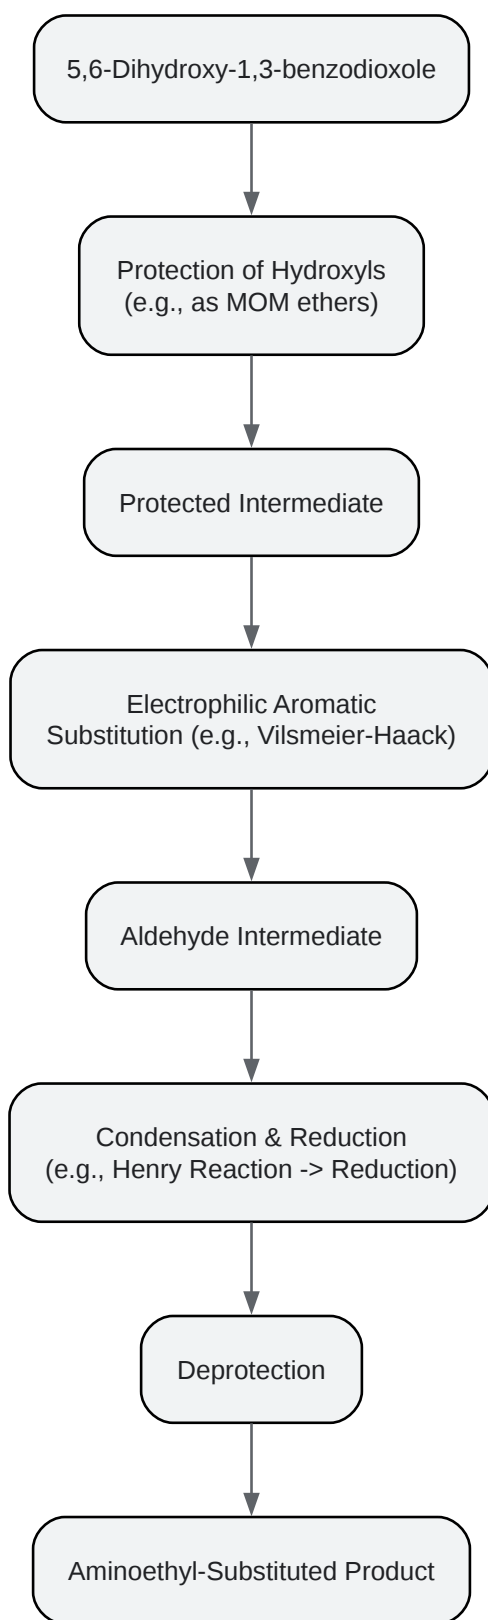 5,6-Dihydroxy-1,3-benzodioxole
Protection of Hydroxyls
(e.g., as MOM ethers)
Protected Intermediate
Electrophilic Aromatic
Substitution (e.g., Vilsmeier-Haack)
Aldehyde Intermediate
Condensation & Reduction
(e.g., Henry Reaction -> Reduction)
Deprotection
Aminoethyl-Substituted Product